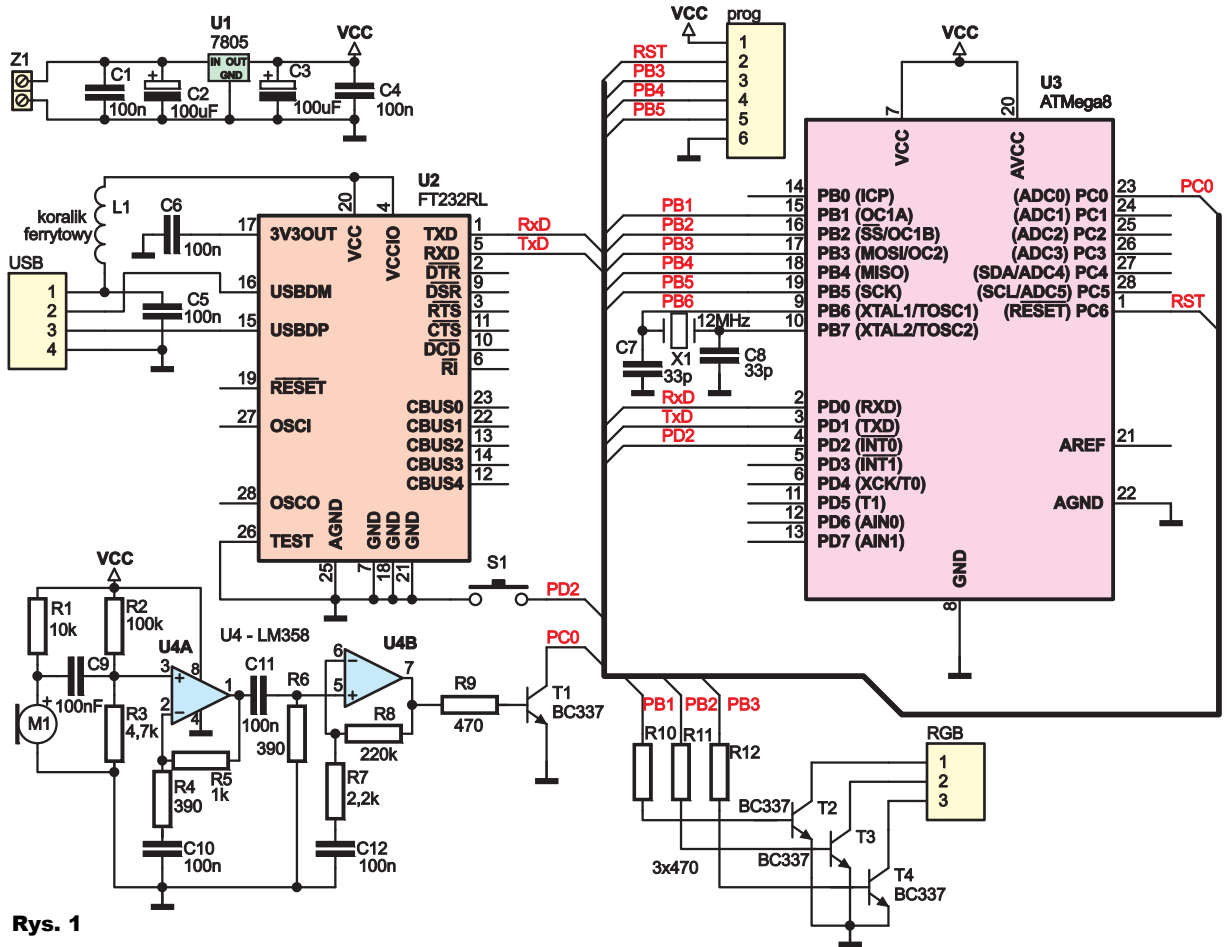 U1
7805
IN OUT
GND
VCC
Z1
C1
100n
+
C2
100uF
+
C3
100uF
C4
100n
VCC
prog
1
2
3
4
5
6
RST
PB3
PB4
PB5
VCC
U3
ATMega8
7
VCC
20
AVCC
14 PB0 (ICP)
15 PB1 (OC1A)
16 PB2 (SS/OC1B)
17 PB3 (MOSI/OC2)
18 PB4 (MISO)
19 PB5 (SCK)
9 PB6 (XTAL1/TOSC1)
10 PB7 (XTAL2/TOSC2)
2 PD0 (RXD)
3 PD1 (TXD)
4 PD2 (INT0)
5 PD3 (INT1)
6 PD4 (XCK/T0)
11 PD5 (T1)
12 PD6 (AIN0)
13 PD7 (AIN1)
(ADC0) PC0 23
(ADC1) PC1 24
(ADC2) PC2 25
(ADC3) PC3 26
(SDA/ADC4) PC4 27
(SCL/ADC5) PC5 28
(RESET) PC6 1
AREF 21
AGND 22
GND
8
PC0
RST
PB1
PB2
PB3
PB4
PB5
PB6
12MHz
X1
C7
33p
C8
33p
RxD
TxD
PD2
U2
FT232RL
20
VCC
4
VCCIO
17 3V3OUT
16 USBDM
15 USBDP
19 RESET
27 OSCI
28 OSCO
26 TEST
TXD 1
RXD 5
DTR 2
DSR 9
RTS 3
CTS 11
DCD 10
RI 6
CBUS0 23
CBUS1 22
CBUS2 13
CBUS3 14
CBUS4 12
AGND
GND
GND
GND
25
7
18
21
RxD
TxD
L1
koralik
ferrytowy
C6
100n
USB
1
2
3
4
C5
100n
S1
PD2
VCC
R1
10k
R2
100k
U4A
U4 - LM358
C9
100nF
+
M1
R3
4,7k
3
+
2
-
8
1
4
R4
390
R5
1k
C10
100n
C11
100n
R6
390
U4B
6
-
5
+
7
R8
220k
R7
2,2k
C12
100n
R9
470
PC0
T1
BC337
PB1
PB2
PB3
R10
R11
R12
3x470
RGB
1
2
3
BC337
T2
BC337
T3
T4
BC337
Rys. 1